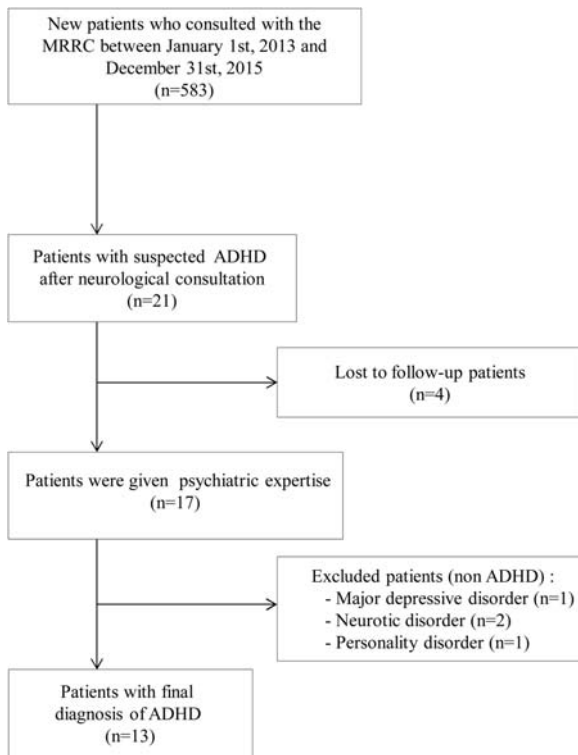 New patients who consulted with the
MRRC between January 1st, 2013 and
December 31st, 2015
(n=583)
Patients with suspected ADHD
after neurological consultation
(n=21)
Lost to follow-up patients
(n=4)
Patients were given psychiatric expertise
(n=17)
Excluded patients (non ADHD) :
- Major depressive disorder (n=1)
- Neurotic disorder (n=2)
- Personality disorder (n=1)
Patients with final
diagnosis of ADHD
(n=13)